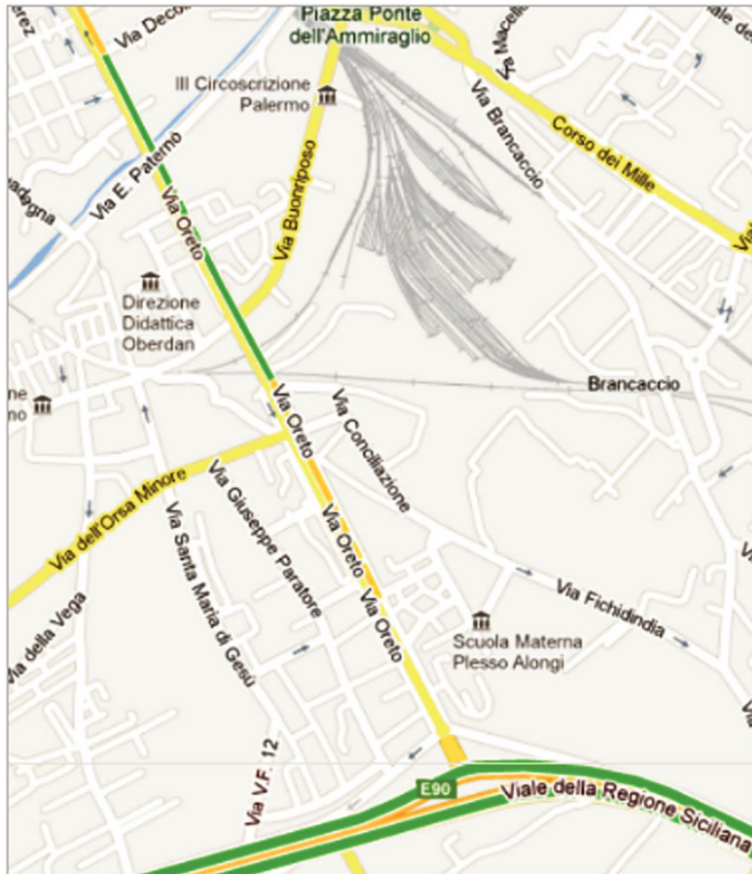 Piazza Ponte
dell'Ammiraglio
Via Deco
III Circoscrizione
Palermo
Via Brancaccio
Corso dei Mille
Via E. Paternò
Via Oreto
Via Buonriposo
Direzione
Didattica
Oberdan
Brancaccio
Via Oreto
Via Conciliazione
Via dell'Orsa Minore
Via Giuseppe Paratore
Via Oreto
Via Santa Maria di Gesù
Via Oreto
Via Fichidindia
Via della Vega
Scuola Materna
Plesso Alongi
Via V.F. 12
E90
Viale della Regione Siciliana